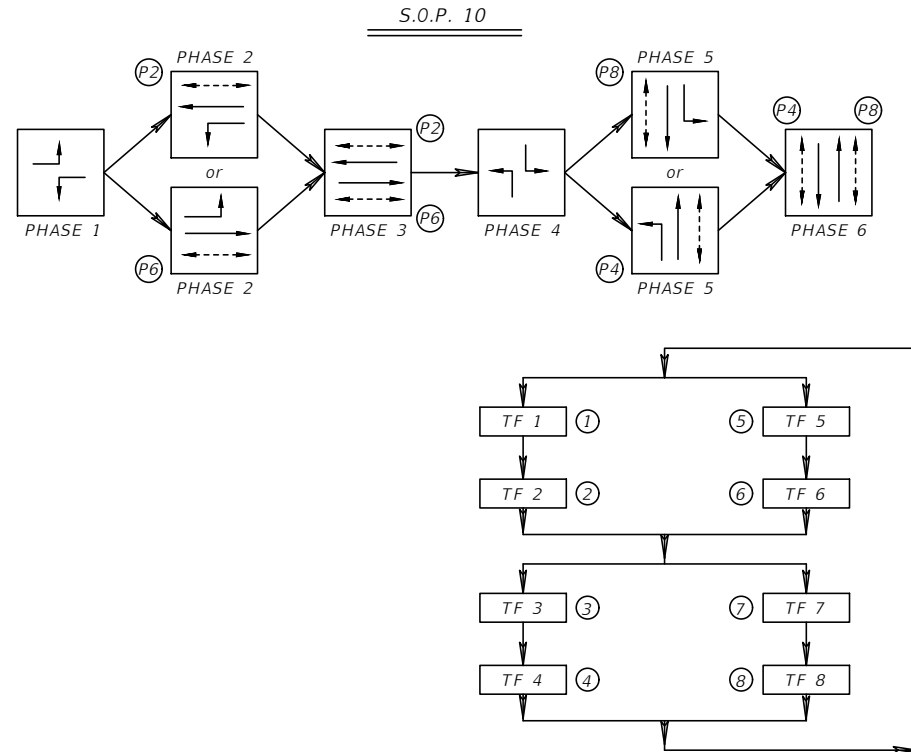 S.O.P. 10
PHASE 2
PHASE 5
P2
P8
P4
P8
P2
or
or
PHASE 1
PHASE 3
P6
PHASE 4
PHASE 6
P6
P4
PHASE 2
PHASE 5
TF 1
1
5
TF 5
TF 2
2
6
TF 6
TF 3
3
7
TF 7
TF 4
4
8
TF 8